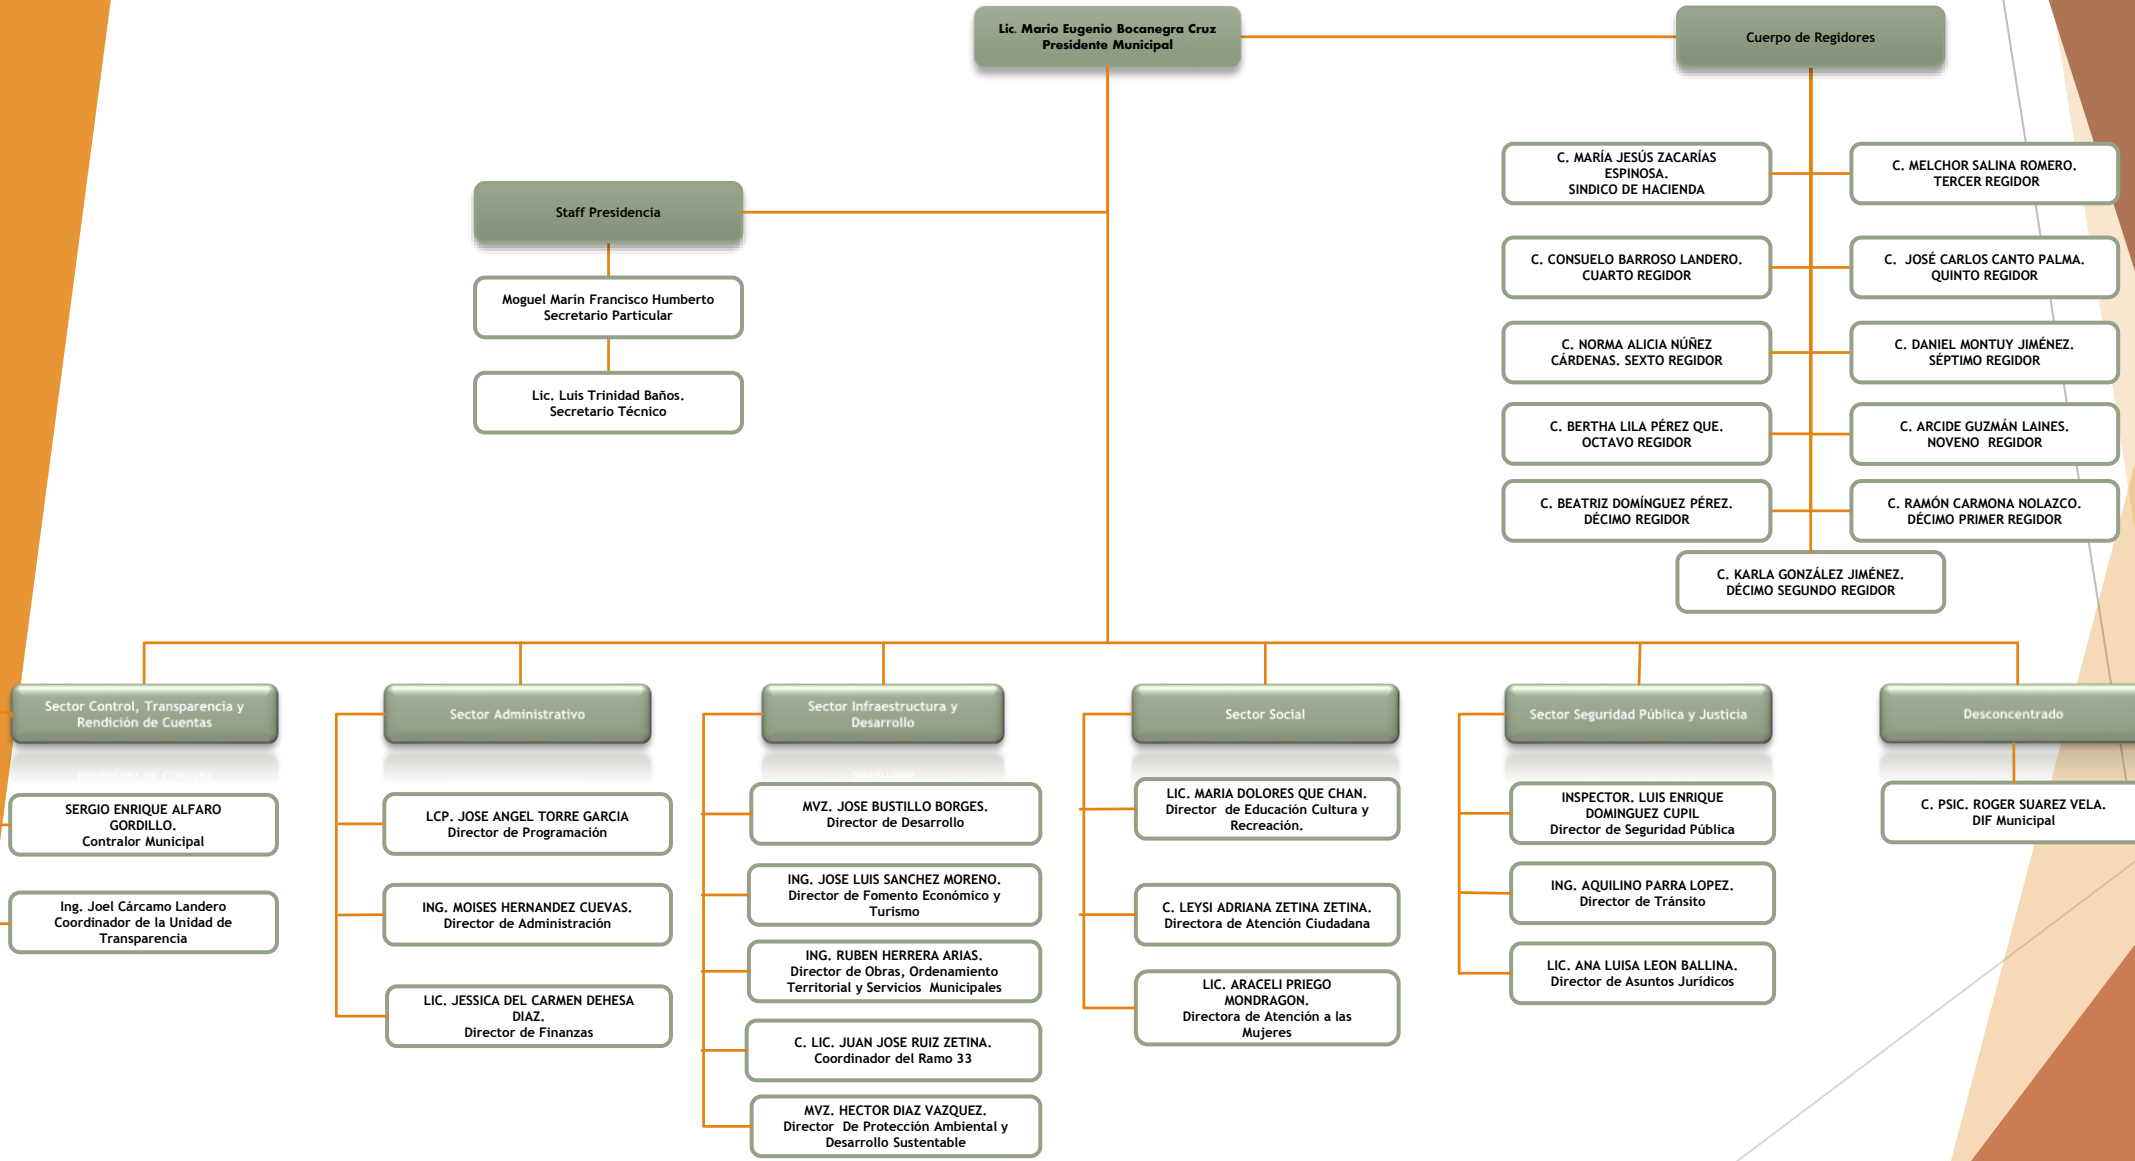 Lic. Mario Eugenio Bocanegra Cruz
Presidente Municipal
Cuerpo de Regidores
C. MARÍA JESÚS ZACARÍAS
ESPINOSA.
SINDICO DE HACIENDA
C. MELCHOR SALINA ROMERO.
TERCER REGIDOR
Staff Presidencia
C. CONSUELO BARROSO LANDERO.
CUARTO REGIDOR
C. JOSÉ CARLOS CANTO PALMA.
QUINTO REGIDOR
Moguel Marín Francisco Humberto
Secretario Particular
C. NORMA ALICIA NÚÑEZ
CÁRDENAS. SEXTO REGIDOR
C. DANIEL MONTUY JIMÉNEZ.
SÉPTIMO REGIDOR
Lic. Luis Trinidad Baños.
Secretario Técnico
C. BERTHA LILA PÉREZ QUE.
OCTAVO REGIDOR
C. ARCIDE GUZMÁN LAINES.
NOVENO REGIDOR
C. BEATRIZ DOMÍNGUEZ PÉREZ.
DÉCIMO REGIDOR
C. RAMÓN CARMONA NOLAZCO.
DÉCIMO PRIMER REGIDOR
C. KARLA GONZÁLEZ JIMÉNEZ.
DÉCIMO SEGUNDO REGIDOR
Sector Control, Transparencia y
Rendición de Cuentas
SERGIO ENRIQUE ALFARO
GORDILLO.
Contralor Municipal
Ing. Joel Cárcamo Landero
Coordinador de la Unidad de
Transparencia
Sector Administrativo
LCP. JOSE ANGEL TORRE GARCIA
Director de Programación
ING. MOISES HERNANDEZ CUEVAS.
Director de Administración
LIC. JESSICA DEL CARMEN DEHESA
DIAZ.
Director de Finanzas
Sector Infraestructura y
Desarrollo
MVZ. JOSE BUSTILLO BORGES.
Director de Desarrollo
ING. JOSE LUIS SANCHEZ MORENO.
Director de Fomento Económico y
Turismo
ING. RUBEN HERRERA ARIAS.
Director de Obras, Ordenamiento
Territorial y Servicios Municipales
C. LIC. JUAN JOSE RUIZ ZETINA.
Coordinador del Ramo 33
MVZ. HECTOR DIAZ VAZQUEZ.
Director De Protección Ambiental y
Desarrollo Sustentable
Sector Social
LIC. MARIA DOLORES QUE CHAN.
Director de Educación Cultura y
Recreación.
C. LEYSI ADRIANA ZETINA ZETINA.
Directora de Atención Ciudadana
LIC. ARACELI PRIEGO
MONDRAGON.
Directora de Atención a las
Mujeres
Sector Seguridad Pública y Justicia
INSPECTOR. LUIS ENRIQUE
DOMINGUEZ CUPIL
Director de Seguridad Pública
ING. AQUILINO PARRA LOPEZ.
Director de Tránsito
LIC. ANA LUISA LEON BALLINA.
Director de Asuntos Jurídicos
Desconcentrado
C. PSIC. ROGER SUAREZ VELA.
DIF Municipal